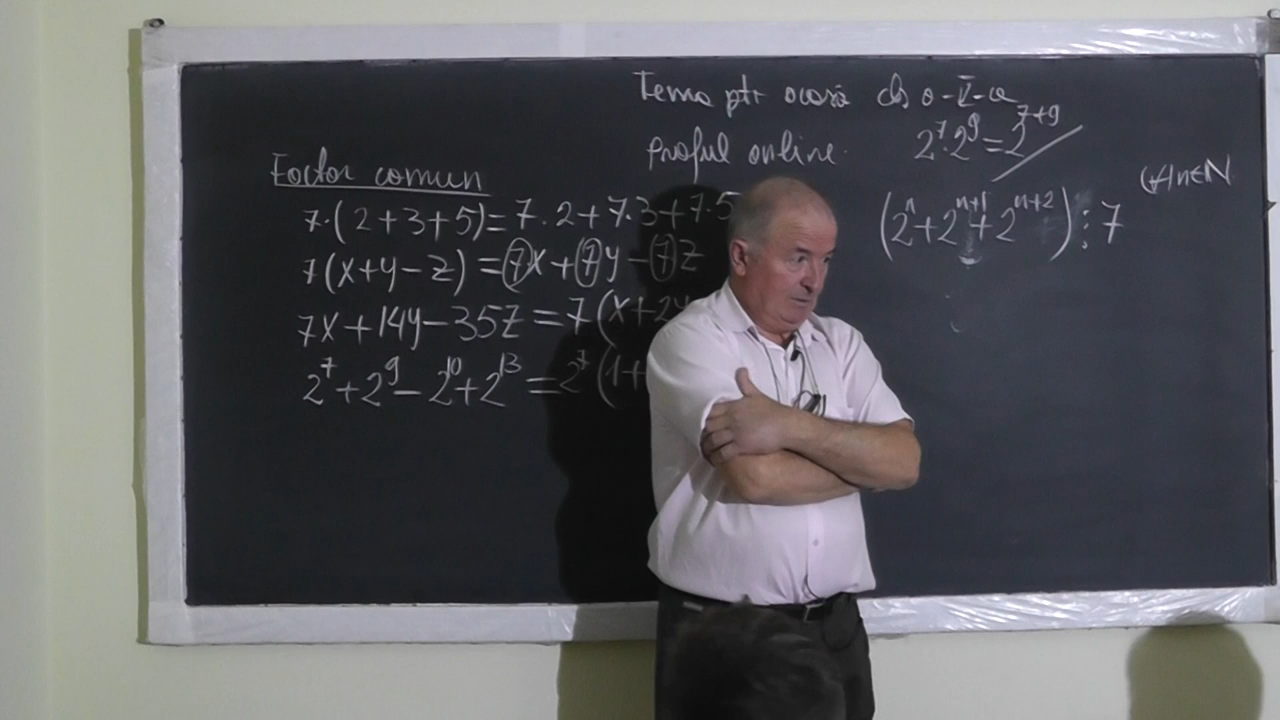 Tema ptr acasă cls a-V-a
proful online.
2⁷·2⁹=2⁷⁺⁹
Factor comun
7·(2+3+5)=7·2+7·3+7·5
7(x+y-z)=7x+7y-7z
7x+14y-35z=7(x+2y
2⁷+2⁹-2¹⁰+2¹³=2⁷(1+
(∀)n∈N
(2ⁿ+2ⁿ⁺¹+2ⁿ⁺²)⋮7